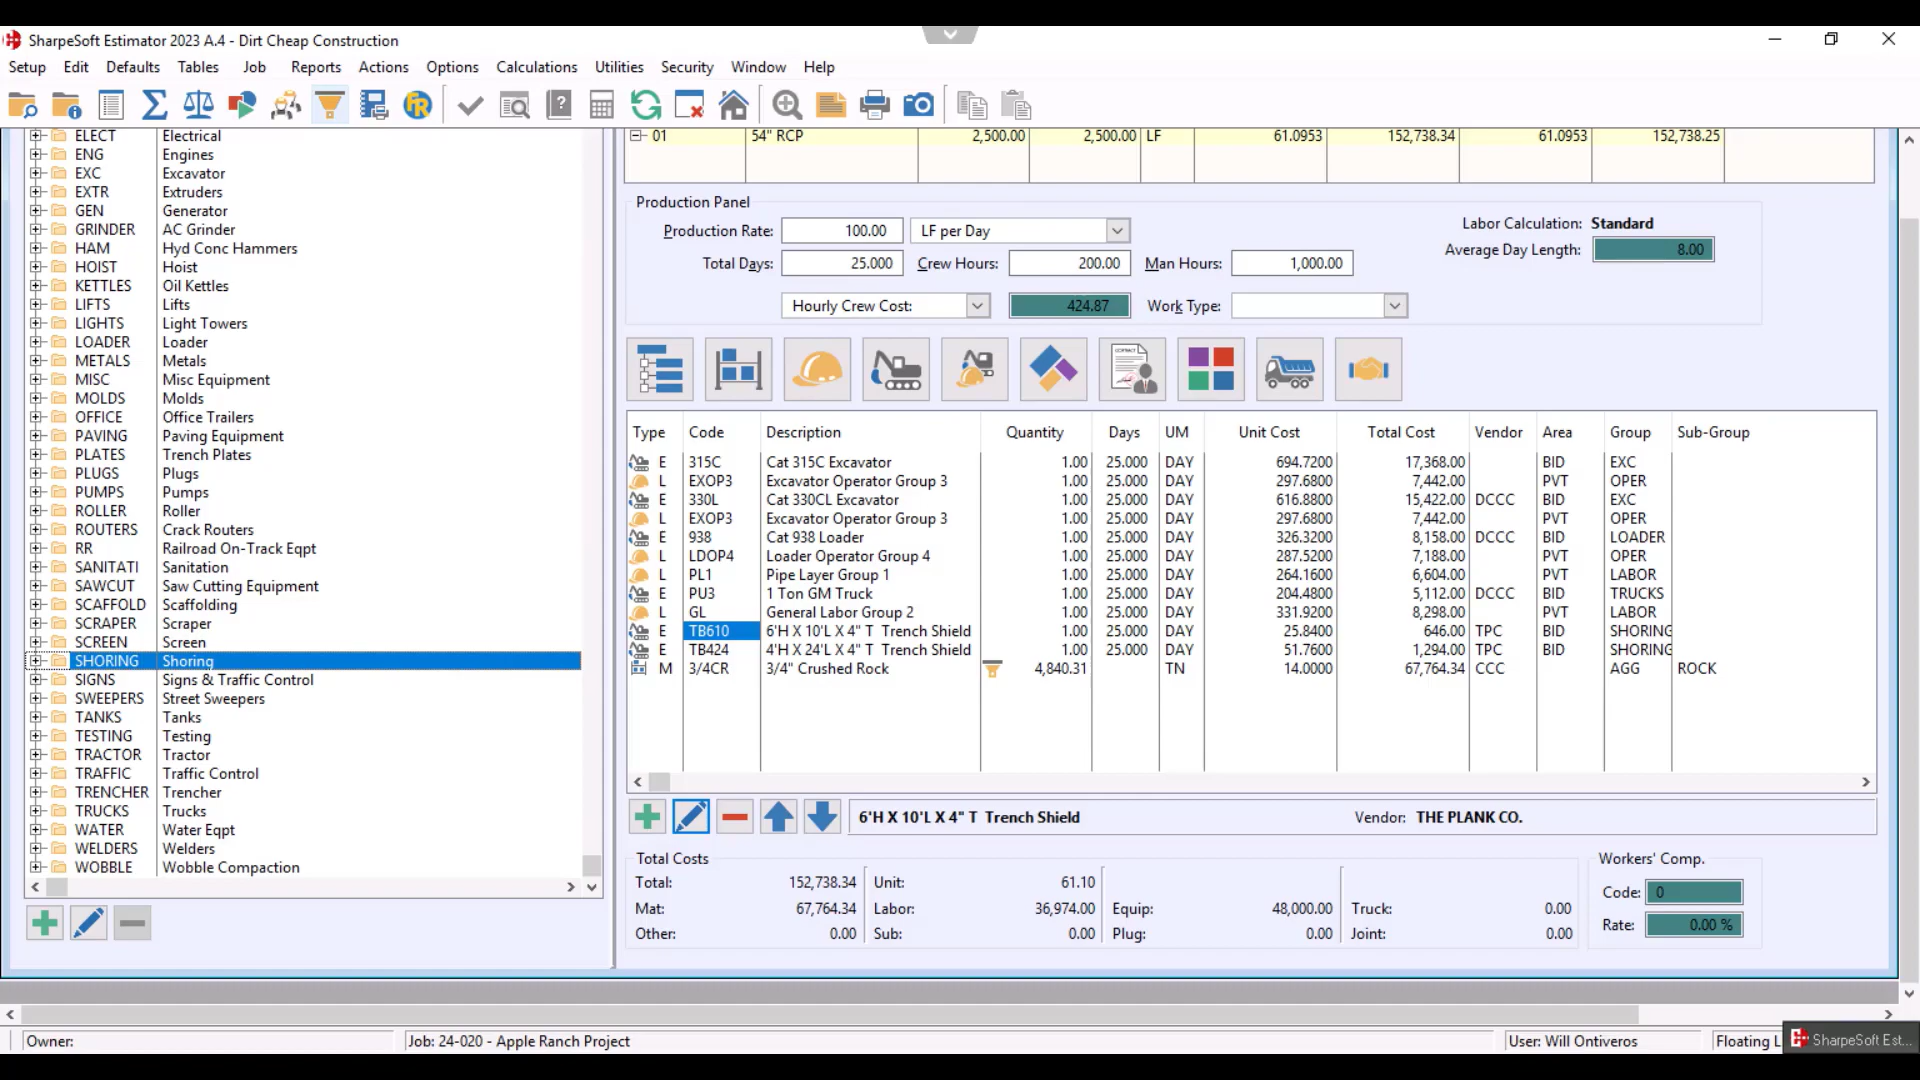 SharpeSoft Estimator 2023 A.4 - Dirt Cheap Construction
Setup Edit Defaults Tables Job Reports Actions Options Calculations Utilities Security Window Help
ELECT Electrical
ENG Engines
EXC Excavator
EXTR Extruders
GEN Generator
GRINDER AC Grinder
HAM Hyd Conc Hammers
HOIST Hoist
KETTLES Oil Kettles
LIFTS Lifts
LIGHTS Light Towers
LOADER Loader
METALS Metals
MISC Misc Equipment
MOLDS Molds
OFFICE Office Trailers
PAVING Paving Equipment
PLATES Trench Plates
PLUGS Plugs
PUMPS Pumps
ROLLER Roller
ROUTERS Crack Routers
RR Railroad On-Track Eqpt
SANITATI Sanitation
SAWCUT Saw Cutting Equipment
SCAFFOLD Scaffolding
SCRAPER Scraper
SCREEN Screen
SHORING Shoring
SIGNS Signs & Traffic Control
SWEEPERS Street Sweepers
TANKS Tanks
TESTING Testing
TRACTOR Tractor
TRAFFIC Traffic Control
TRENCHER Trencher
TRUCKS Trucks
WATER Water Eqpt
WELDERS Welders
WOBBLE Wobble Compaction
01 54" RCP 2,500.00 2,500.00 LF 61.0953 152,738.34 61.0953 152,738.25
Production Panel
Production Rate: 100.00 LF per Day
Labor Calculation: Standard
Total Days: 25.000 Crew Hours: 200.00 Man Hours: 1,000.00
Average Day Length: 8.00
Hourly Crew Cost: 424.87 Work Type:
CONTRACT
Type Code Description Quantity Days UM Unit Cost Total Cost Vendor Area Group Sub-Group
E 315C Cat 315C Excavator 1.00 25.000 DAY 694.7200 17,368.00 BID EXC
L EXOP3 Excavator Operator Group 3 1.00 25.000 DAY 297.6800 7,442.00 PVT OPER
E 330L Cat 330CL Excavator 1.00 25.000 DAY 616.8800 15,422.00 DCCC BID EXC
L EXOP3 Excavator Operator Group 3 1.00 25.000 DAY 297.6800 7,442.00 PVT OPER
E 938 Cat 938 Loader 1.00 25.000 DAY 326.3200 8,158.00 DCCC BID LOADER
L LDOP4 Loader Operator Group 4 1.00 25.000 DAY 287.5200 7,188.00 PVT OPER
L PL1 Pipe Layer Group 1 1.00 25.000 DAY 264.1600 6,604.00 PVT LABOR
E PU3 1 Ton GM Truck 1.00 25.000 DAY 204.4800 5,112.00 DCCC BID TRUCKS
L GL General Labor Group 2 1.00 25.000 DAY 331.9200 8,298.00 PVT LABOR
E TB610 6'H X 10'L X 4" T Trench Shield 1.00 25.000 DAY 25.8400 646.00 TPC BID SHORING
E TB424 4'H X 24'L X 4" T Trench Shield 1.00 25.000 DAY 51.7600 1,294.00 TPC BID SHORING
M 3/4CR 3/4" Crushed Rock 4,840.31 TN 14.0000 67,764.34 CCC AGG ROCK
6'H X 10'L X 4" T Trench Shield Vendor: THE PLANK CO.
Total Costs
Total: 152,738.34 Unit: 61.10
Mat: 67,764.34 Labor: 36,974.00 Equip: 48,000.00 Truck: 0.00
Other: 0.00 Sub: 0.00 Plug: 0.00 Joint: 0.00
Workers' Comp.
Code: 0
Rate: 0.00 %
Owner: Job: 24-020 - Apple Ranch Project User: Will Ontiveros Floating L
SharpeSoft Est...